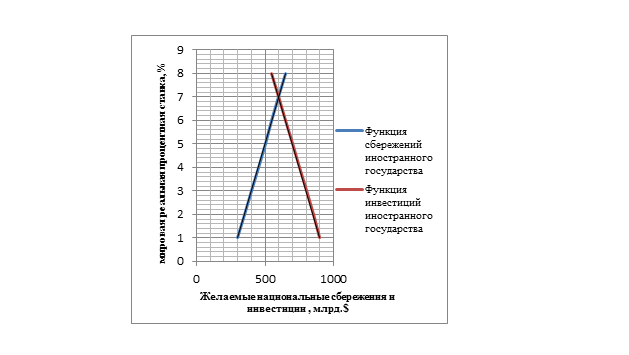 мировая реальная процентная ставка, %
9
8
7
6
5
4
3
2
1
0
0 500 1000
Желаемые национальные сбережения и
инвестиции , млрд.$
Функция
сбережений
иностранного
государства
Функция
инвестиций
иностранного
государства